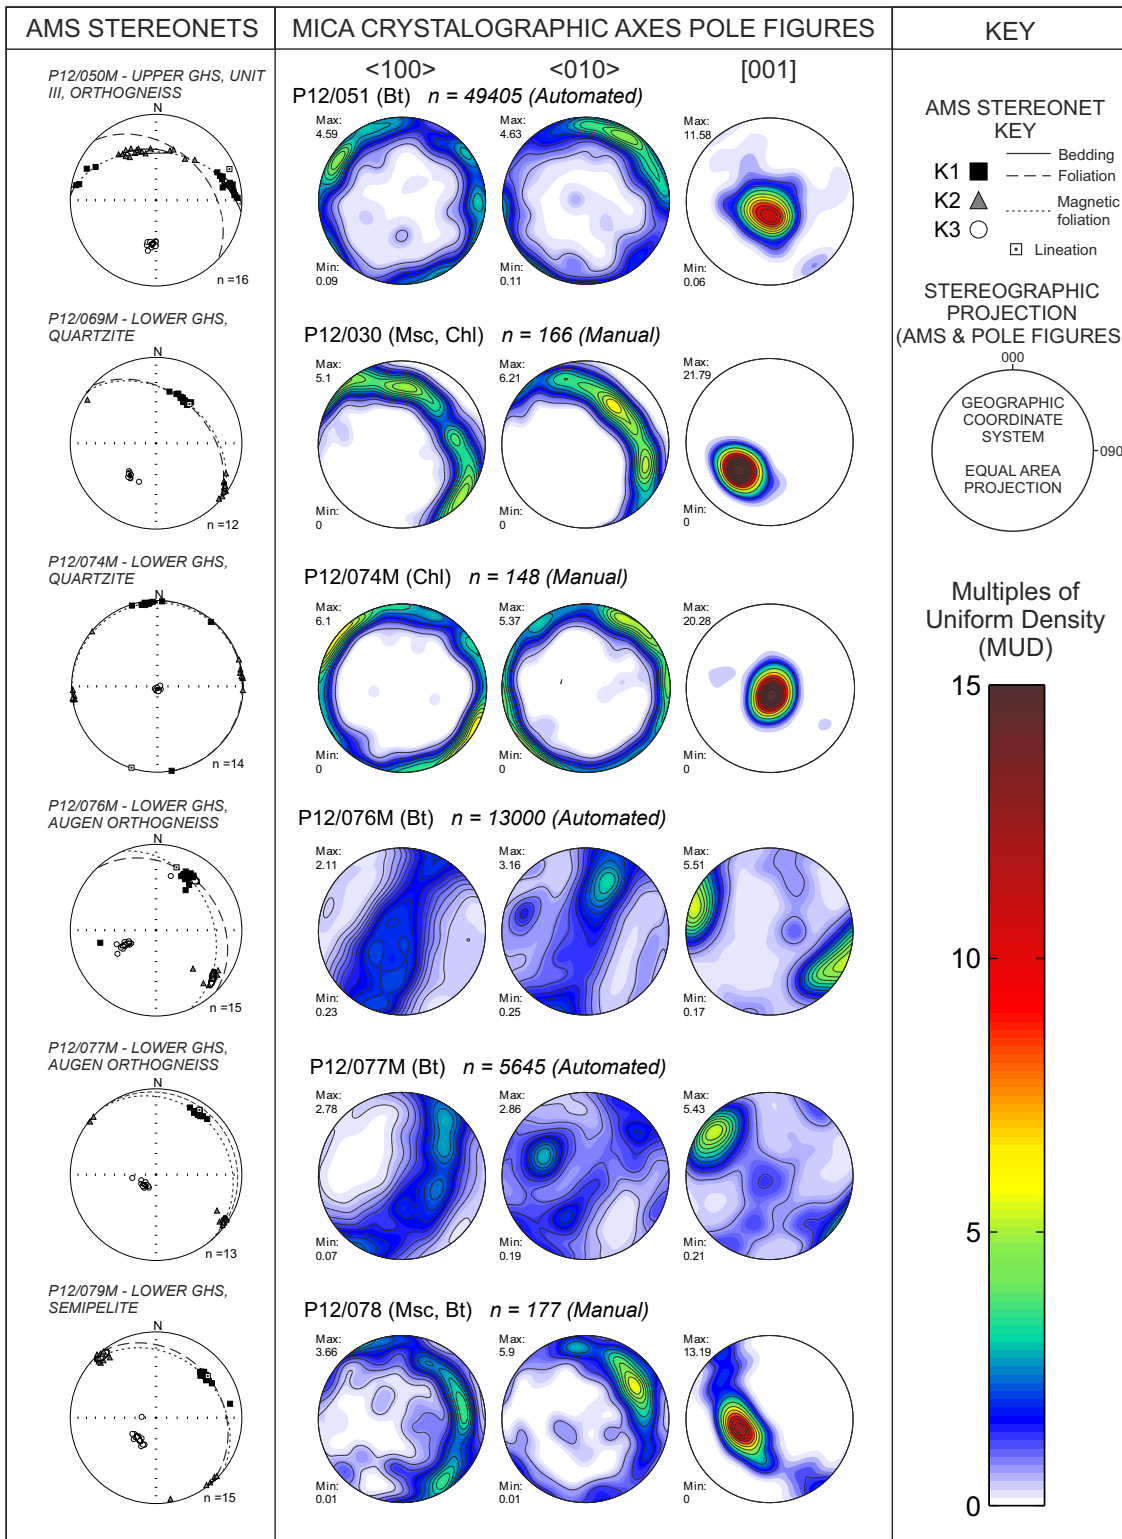 AMS STEREONETS
MICA CRYSTALOGRAPHIC AXES POLE FIGURES
KEY
P12/050M - UPPER GHS, UNIT
III, ORTHOGNEISS
N
n =16
<100>
<010>
[001]
P12/051 (Bt) n = 49405 (Automated)
Max:
4.59
Min:
0.09
Max:
4.63
Min:
0.11
Max:
11.58
Min:
0.06
P12/069M - LOWER GHS,
QUARTZITE
N
n =12
P12/030 (Msc, Chl) n = 166 (Manual)
Max:
5.1
Min:
0
Max:
6.21
Min:
0
Max:
21.79
Min:
0
P12/074M - LOWER GHS,
QUARTZITE
N
n =14
P12/074M (Chl) n = 148 (Manual)
Max:
6.1
Min:
0
Max:
5.37
Min:
0
Max:
20.28
Min:
0
P12/076M - LOWER GHS,
AUGEN ORTHOGNEISS
N
n =15
P12/076M (Bt) n = 13000 (Automated)
Max:
2.11
Min:
0.23
Max:
3.16
Min:
0.25
Max:
5.51
Min:
0.17
P12/077M - LOWER GHS,
AUGEN ORTHOGNEISS
N
n =13
P12/077M (Bt) n = 5645 (Automated)
Max:
2.78
Min:
0.07
Max:
2.86
Min:
0.19
Max:
5.43
Min:
0.21
P12/079M - LOWER GHS,
SEMIPELITE
N
n =15
P12/078 (Msc, Bt) n = 177 (Manual)
Max:
3.66
Min:
0.01
Max:
5.9
Min:
0.01
Max:
13.19
Min:
0
AMS STEREONET
KEY
K1
K2
K3
Bedding
Foliation
Magnetic
foliation
Lineation
STEREOGRAPHIC
PROJECTION
(AMS & POLE FIGURES
000
GEOGRAPHIC
COORDINATE
SYSTEM
090
EQUAL AREA
PROJECTION
Multiples of
Uniform Density
(MUD)
15
10
5
0